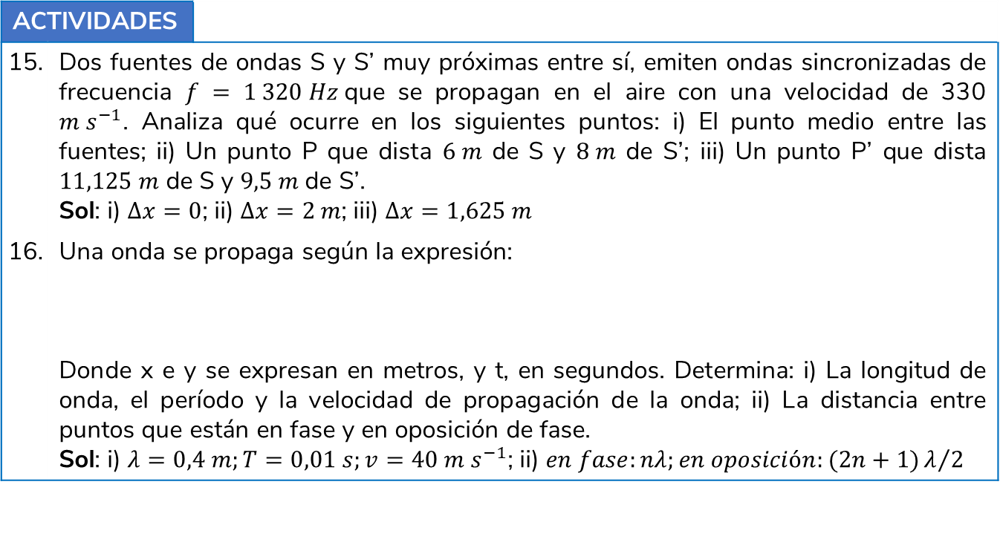 ACTIVIDADES
15. Dos fuentes de ondas S y S’ muy próximas entre sí, emiten ondas sincronizadas de
frecuencia f = 1 320 Hz que se propagan en el aire con una velocidad de 330
m s⁻¹. Analiza qué ocurre en los siguientes puntos: i) El punto medio entre las
fuentes; ii) Un punto P que dista 6 m de S y 8 m de S’; iii) Un punto P’ que dista
11,125 m de S y 9,5 m de S’.
Sol: i) Δx = 0; ii) Δx = 2 m; iii) Δx = 1,625 m
16. Una onda se propaga según la expresión:
Donde x e y se expresan en metros, y t, en segundos. Determina: i) La longitud de
onda, el período y la velocidad de propagación de la onda; ii) La distancia entre
puntos que están en fase y en oposición de fase.
Sol: i) λ = 0,4 m; T = 0,01 s; v = 40 m s⁻¹; ii) en fase: nλ; en oposición: (2n + 1) λ/2